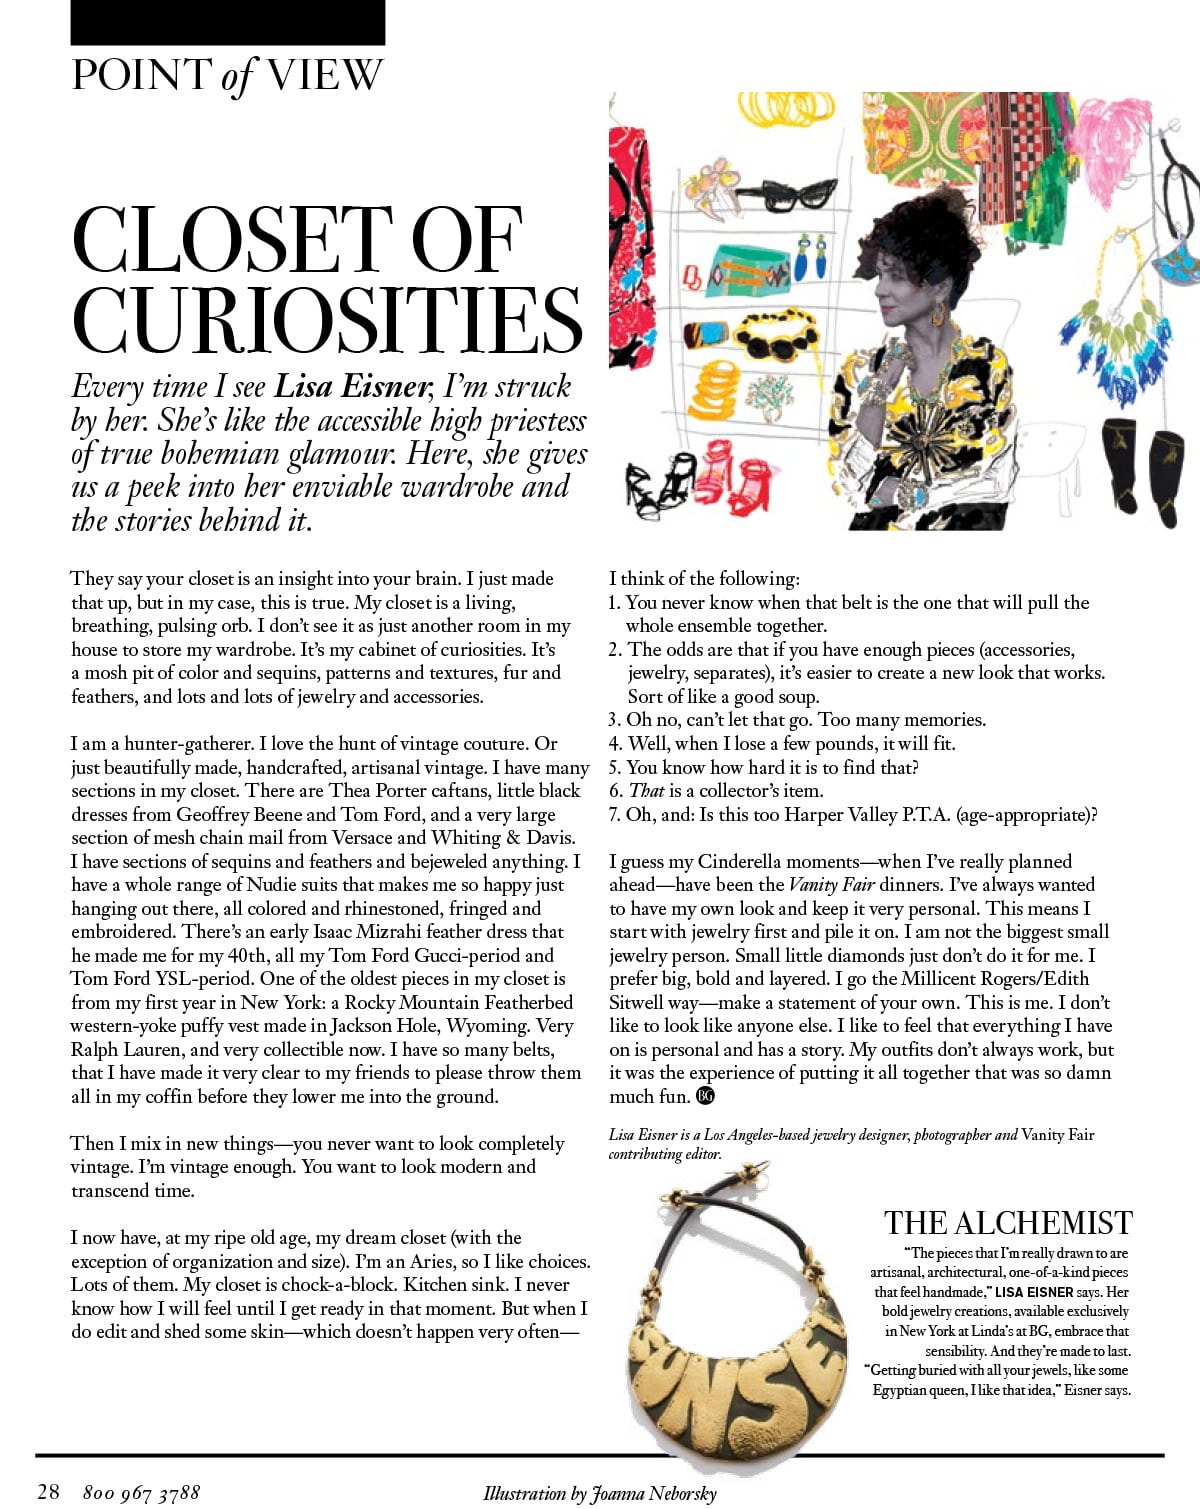 POINT of VIEW
CLOSET OF
CURIOSITIES
Every time I see Lisa Eisner, I’m struck
by her. She’s like the accessible high priestess
of true bohemian glamour. Here, she gives
us a peek into her enviable wardrobe and
the stories behind it.
They say your closet is an insight into your brain. I just made
that up, but in my case, this is true. My closet is a living,
breathing, pulsing orb. I don’t see it as just another room in my
house to store my wardrobe. It’s my cabinet of curiosities. It’s
a mosh pit of color and sequins, patterns and textures, fur and
feathers, and lots and lots of jewelry and accessories.
I am a hunter-gatherer. I love the hunt of vintage couture. Or
just beautifully made, handcrafted, artisanal vintage. I have many
sections in my closet. There are Thea Porter caftans, little black
dresses from Geoffrey Beene and Tom Ford, and a very large
section of mesh chain mail from Versace and Whiting & Davis.
I have sections of sequins and feathers and bejeweled anything. I
have a whole range of Nudie suits that makes me so happy just
hanging out there, all colored and rhinestoned, fringed and
embroidered. There’s an early Isaac Mizrahi feather dress that
he made me for my 40th, all my Tom Ford Gucci-period and
Tom Ford YSL-period. One of the oldest pieces in my closet is
from my first year in New York: a Rocky Mountain Featherbed
western-yoke puffy vest made in Jackson Hole, Wyoming. Very
Ralph Lauren, and very collectible now. I have so many belts,
that I have made it very clear to my friends to please throw them
all in my coffin before they lower me into the ground.
Then I mix in new things—you never want to look completely
vintage. I’m vintage enough. You want to look modern and
transcend time.
I now have, at my ripe old age, my dream closet (with the
exception of organization and size). I’m an Aries, so I like choices.
Lots of them. My closet is chock-a-block. Kitchen sink. I never
know how I will feel until I get ready in that moment. But when I
do edit and shed some skin—which doesn’t happen very often—
I think of the following:
1. You never know when that belt is the one that will pull the
whole ensemble together.
2. The odds are that if you have enough pieces (accessories,
jewelry, separates), it’s easier to create a new look that works.
Sort of like a good soup.
3. Oh no, can’t let that go. Too many memories.
4. Well, when I lose a few pounds, it will fit.
5. You know how hard it is to find that?
6. That is a collector’s item.
7. Oh, and: Is this too Harper Valley P.T.A. (age-appropriate)?
I guess my Cinderella moments—when I’ve really planned
ahead—have been the Vanity Fair dinners. I’ve always wanted
to have my own look and keep it very personal. This means I
start with jewelry first and pile it on. I am not the biggest small
jewelry person. Small little diamonds just don’t do it for me. I
prefer big, bold and layered. I go the Millicent Rogers/Edith
Sitwell way—make a statement of your own. This is me. I don’t
like to look like anyone else. I like to feel that everything I have
on is personal and has a story. My outfits don’t always work, but
it was the experience of putting it all together that was so damn
much fun. BG
Lisa Eisner is a Los Angeles-based jewelry designer, photographer and Vanity Fair
contributing editor.
SUNSET
THE ALCHEMIST
“The pieces that I’m really drawn to are
artisanal, architectural, one-of-a-kind pieces
that feel handmade,” LISA EISNER says. Her
bold jewelry creations, available exclusively
in New York at Linda’s at BG, embrace that
sensibility. And they’re made to last.
“Getting buried with all your jewels, like some
Egyptian queen, I like that idea,” Eisner says.
28 800 967 3788
Illustration by Joanna Neborsky